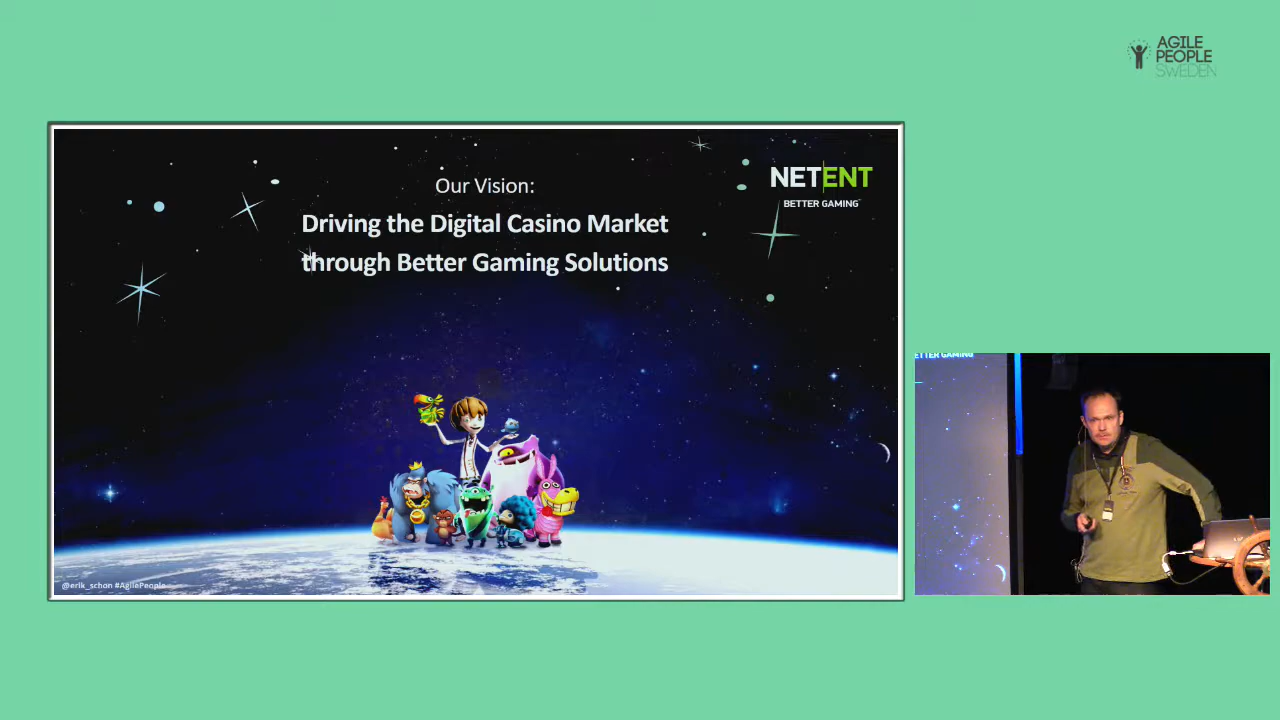 AGILE
PEOPLE
SWEDEN
NETENT
BETTER GAMING
Our Vision:
Driving the Digital Casino Market
through Better Gaming Solutions
@erik_schon #AgilePeople
ETTER GAMING